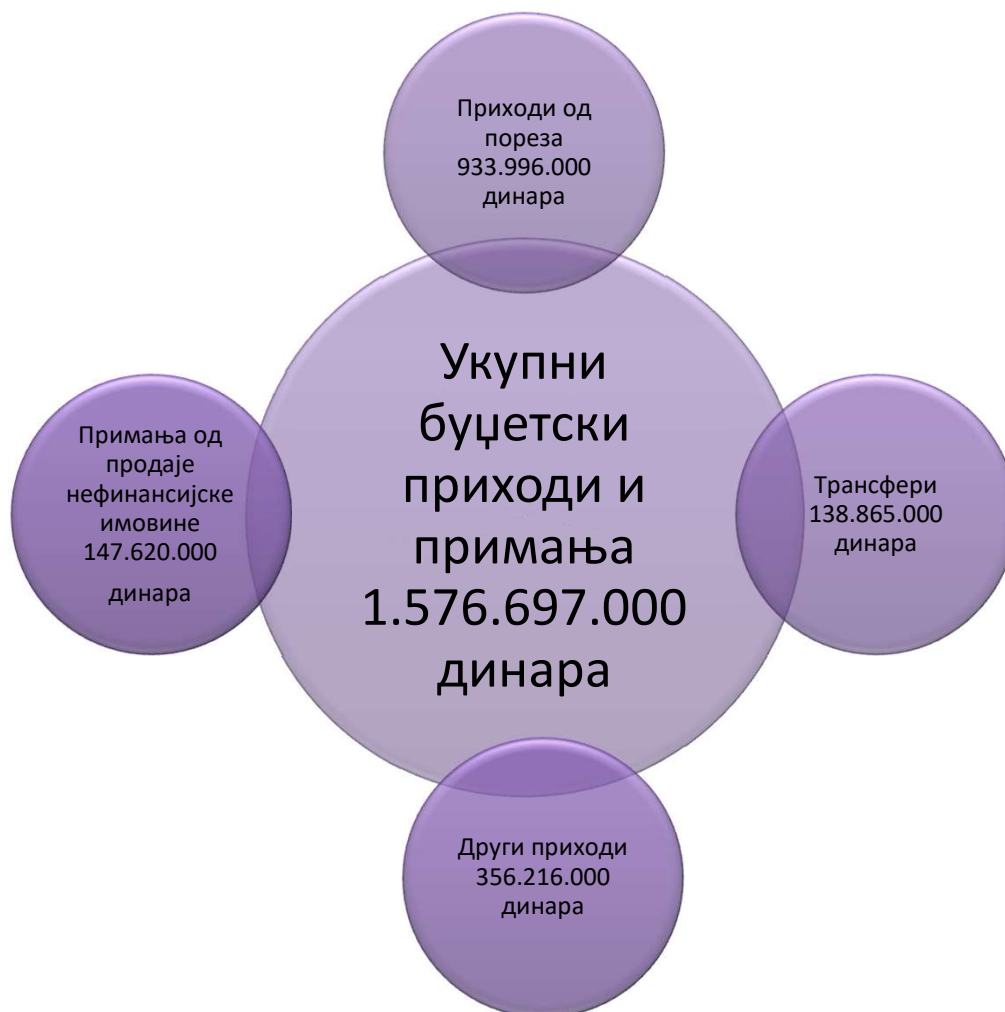 Приходи од
пореза
933.996.000
динара
Укупни
буџетски
приходи и
примања
1.576.697.000
динара
Примања од
продаје
нефинансијске
имовине
147.620.000
динара
Трансфери
138.865.000
динара
Други приходи
356.216.000
динара